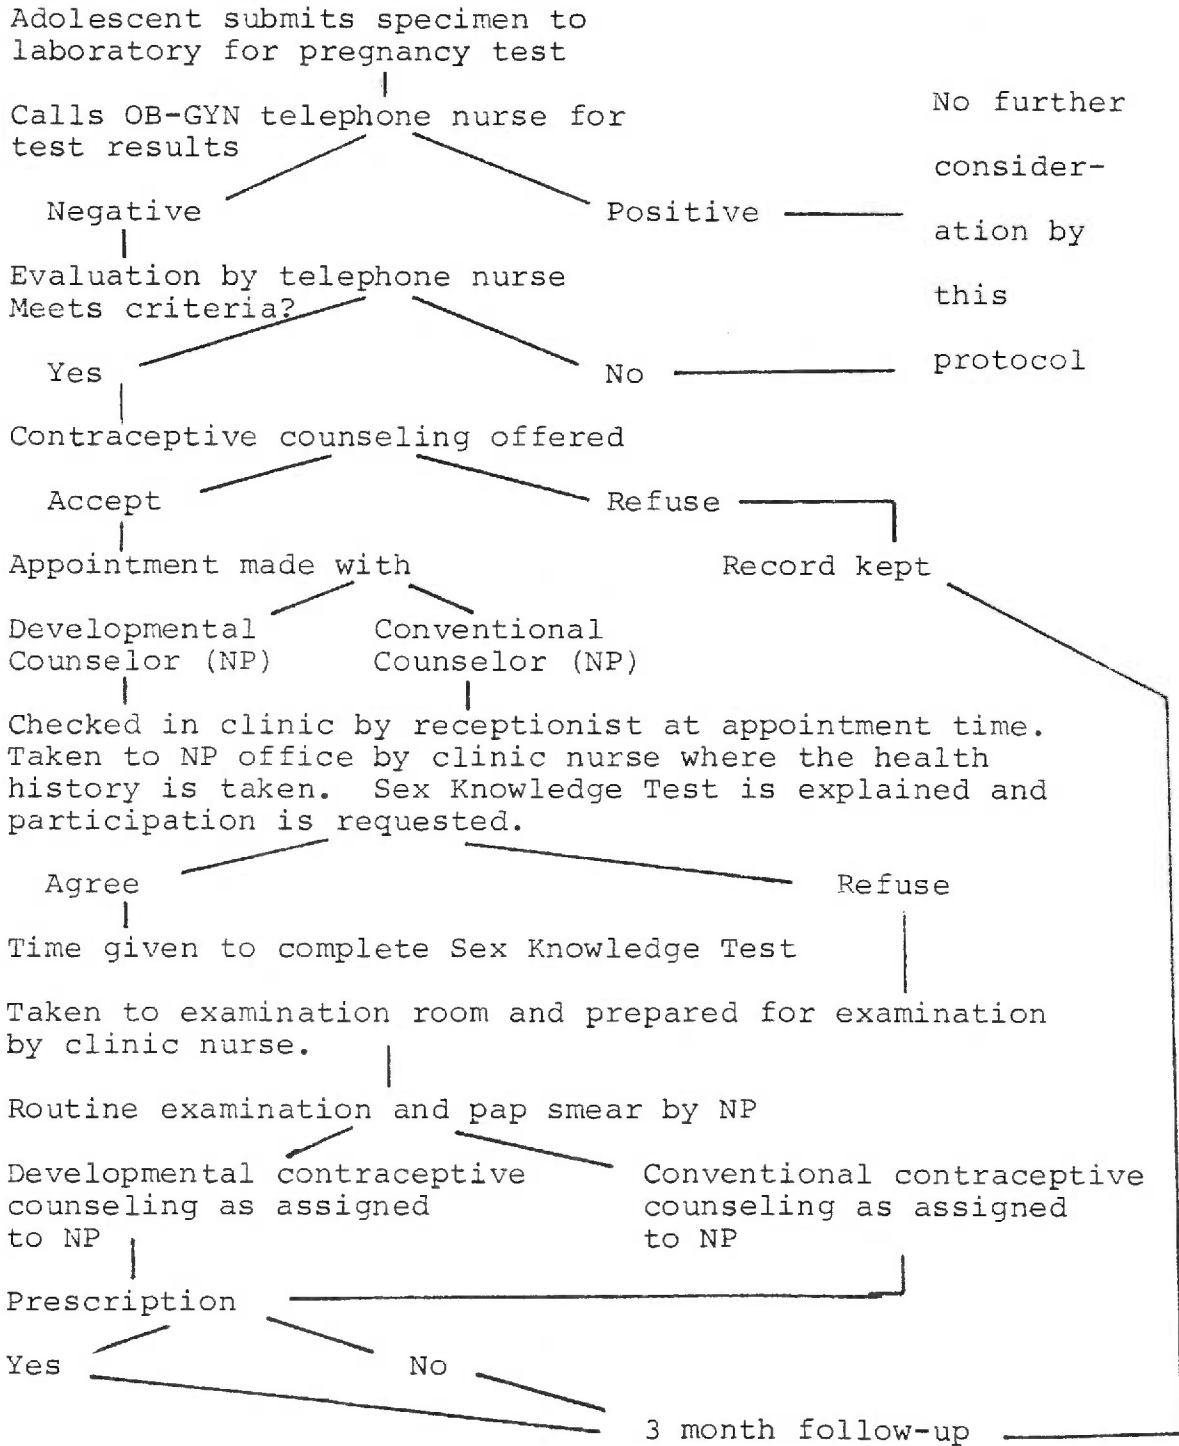 Adolescent submits specimen to
laboratory for pregnancy test
Calls OB-GYN telephone nurse for
test results
No further
consider-
ation by
this
protocol
Negative
Positive
Evaluation by telephone nurse
Meets criteria?
Yes
No
Contraceptive counseling offered
Accept
Refuse
Appointment made with
Record kept
Developmental
Counselor (NP)
Conventional
Counselor (NP)
Checked in clinic by receptionist at appointment time.
Taken to NP office by clinic nurse where the health
history is taken. Sex Knowledge Test is explained and
participation is requested.
Agree
Refuse
Time given to complete Sex Knowledge Test
Taken to examination room and prepared for examination
by clinic nurse.
Routine examination and pap smear by NP
Developmental contraceptive
counseling as assigned
to NP
Conventional contraceptive
counseling as assigned
to NP
Prescription
Yes
No
3 month follow-up